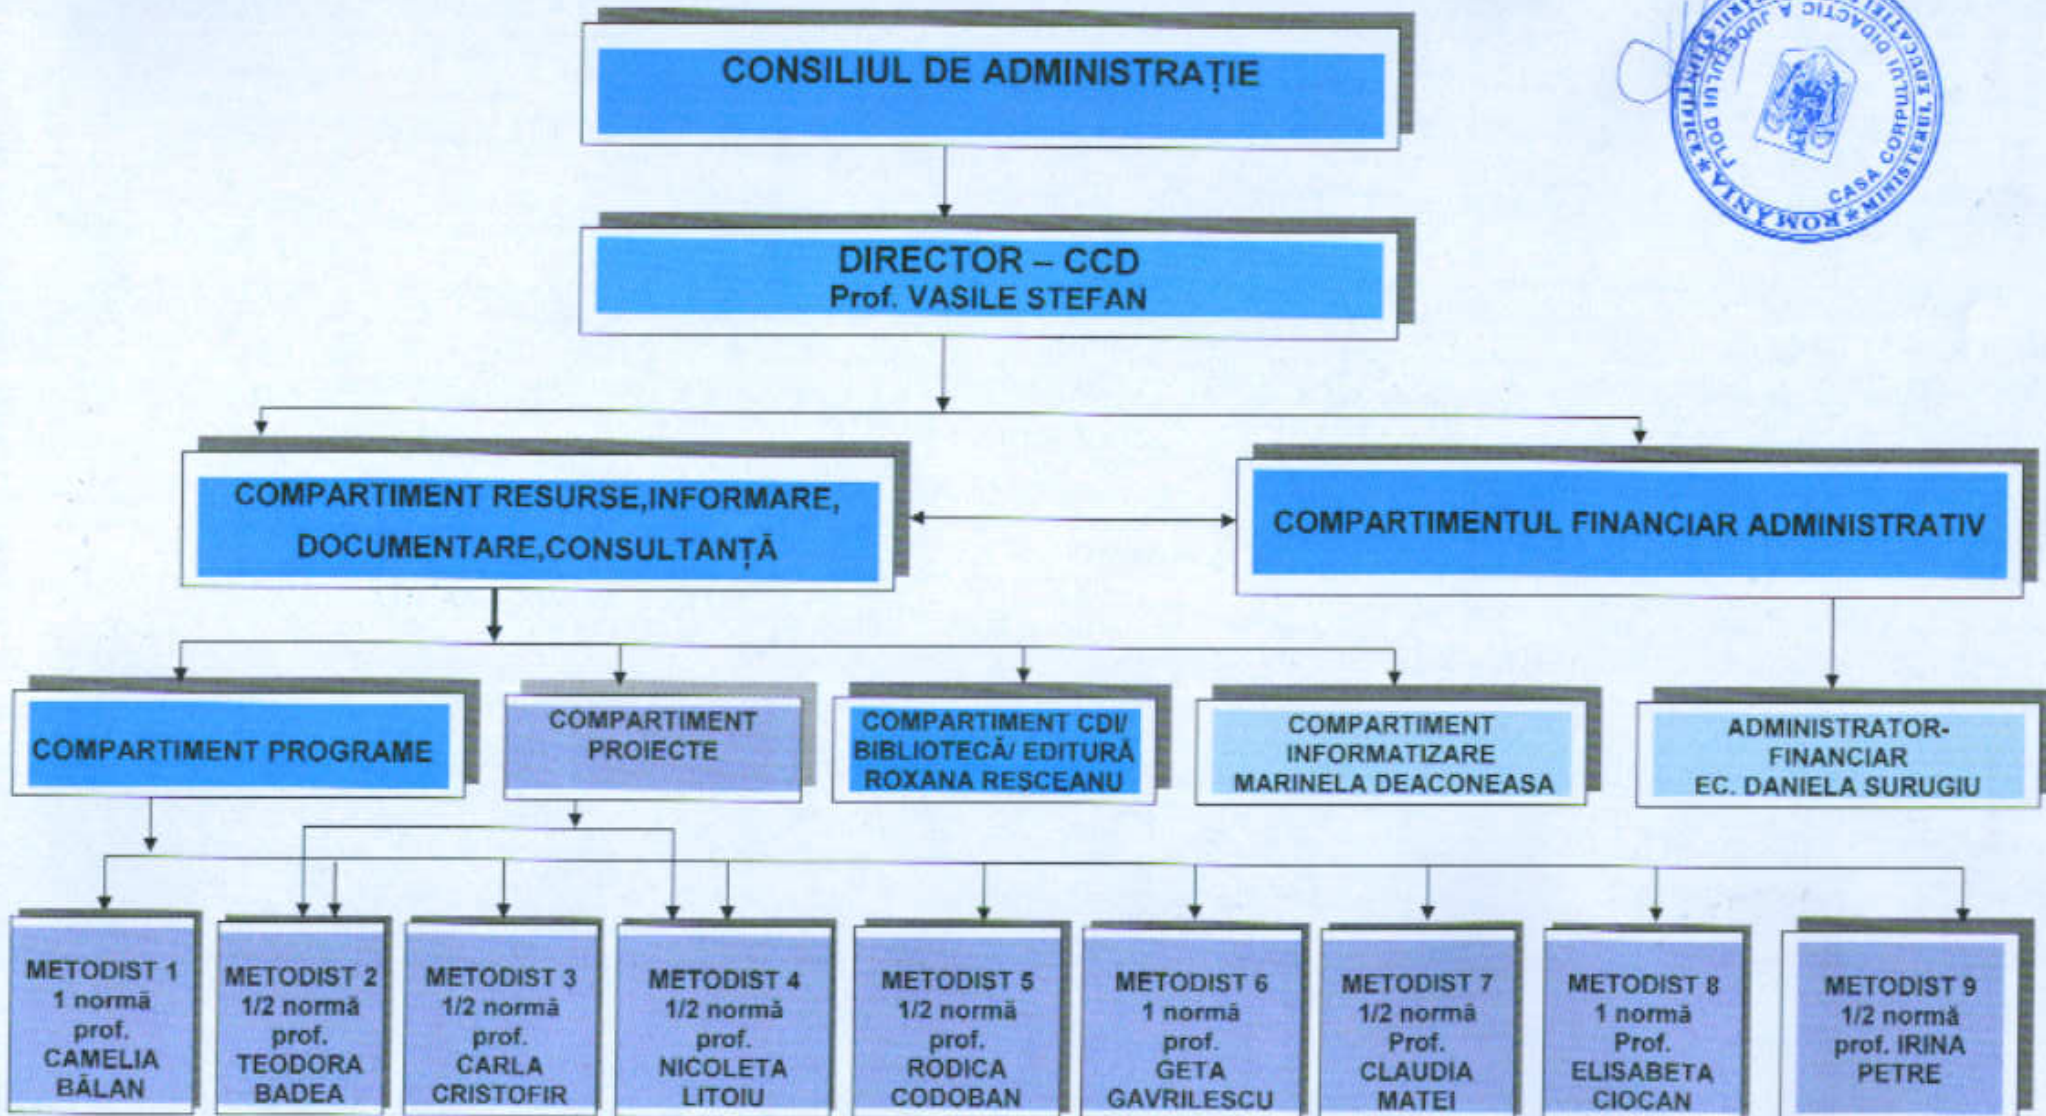 CONSILIUL DE ADMINISTRAȚIE
ROMÂNIA * MINISTERUL EDUCAȚIEI
CASA CORPULUI DIDACTIC A JUDEȚULUI DOLJ
DIRECTOR – CCD
Prof. VASILE STEFAN
COMPARTIMENT RESURSE,INFORMARE,
DOCUMENTARE,CONSULTANȚĂ
COMPARTIMENTUL FINANCIAR ADMINISTRATIV
COMPARTIMENT PROGRAME
COMPARTIMENT
PROIECTE
COMPARTIMENT CDI/
BIBLIOTECĂ/ EDITURĂ
ROXANA REȘCEANU
COMPARTIMENT
INFORMATIZARE
MARINELA DEACONEASA
ADMINISTRATOR-
FINANCIAR
EC. DANIELA SURUGIU
METODIST 1
1 normă
prof.
CAMELIA
BĂLAN
METODIST 2
1/2 normă
prof.
TEODORA
BADEA
METODIST 3
1/2 normă
prof.
CARLA
CRISTOFIR
METODIST 4
1/2 normă
prof.
NICOLETA
LITOIU
METODIST 5
1/2 normă
prof.
RODICA
CODOBAN
METODIST 6
1 normă
prof.
GETA
GAVRILESCU
METODIST 7
1/2 normă
Prof.
CLAUDIA
MATEI
METODIST 8
1 normă
Prof.
ELISABETA
CIOCAN
METODIST 9
1/2 normă
prof. IRINA
PETRE